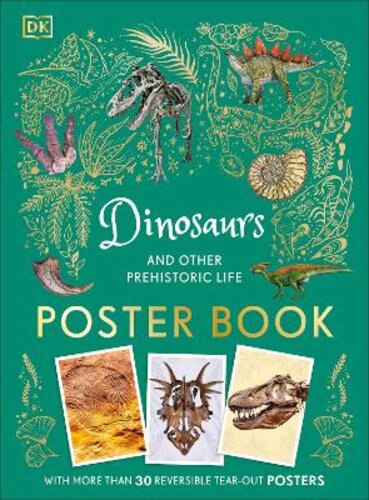 DK
Dinosaurs
AND OTHER
PREHISTORIC LIFE
POSTER BOOK
WITH MORE THAN 30 REVERSIBLE TEAR-OUT POSTERS